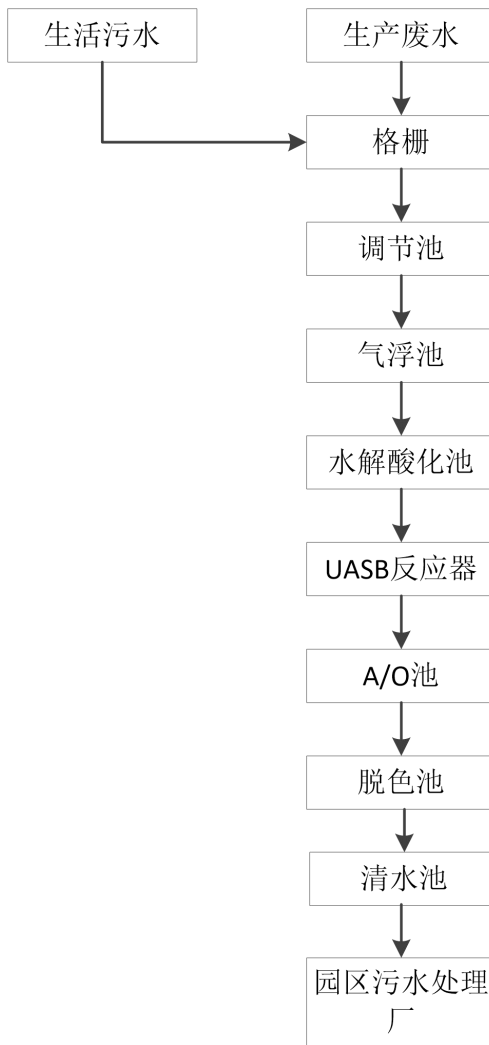 生活污水
生产废水
格栅
调节池
气浮池
水解酸化池
UASB反应器
A/O池
脱色池
清水池
园区污水处理
厂